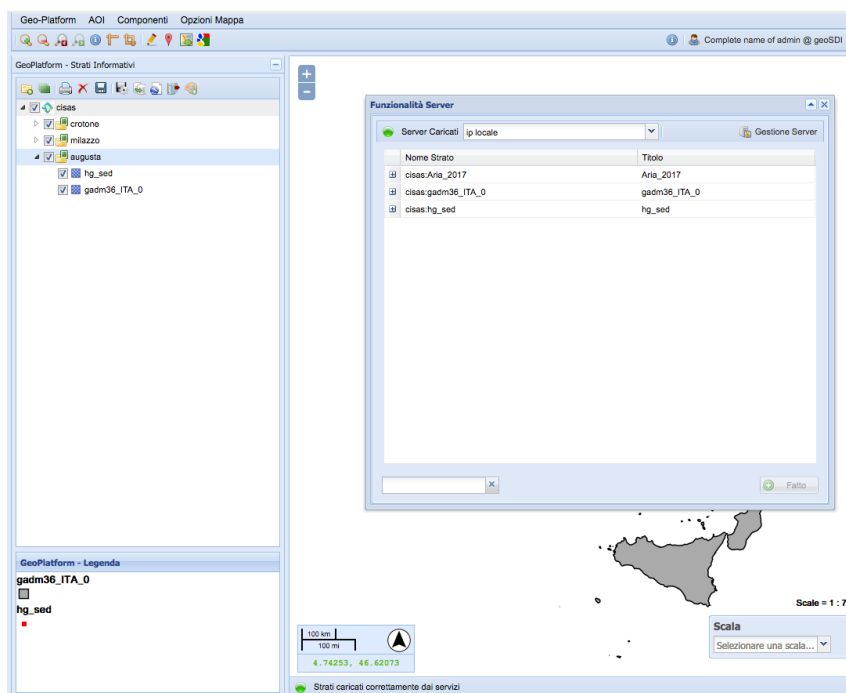 Geo-Platform AOI Componenti Opzioni Mappa
Complete name of admin @ geoSDI
GeoPlatform - Strati Informativi
cisas
crotone
milazzo
augusta
hg_sed
gadm36_ITA_0
Funzionalità Server
Server Caricati ip locale Gestione Server
Nome Strato Titolo
cisas:Aria_2017 Aria_2017
cisas:gadm36_ITA_0 gadm36_ITA_0
cisas:hg_sed hg_sed
Fatto
GeoPlatform - Legenda
gadm36_ITA_0
hg_sed
Scale = 1 : 7
Scala
Selezionare una scala...
100 km
100 mi
4.74253, 46.62073
Strati caricati correttamente dai servizi